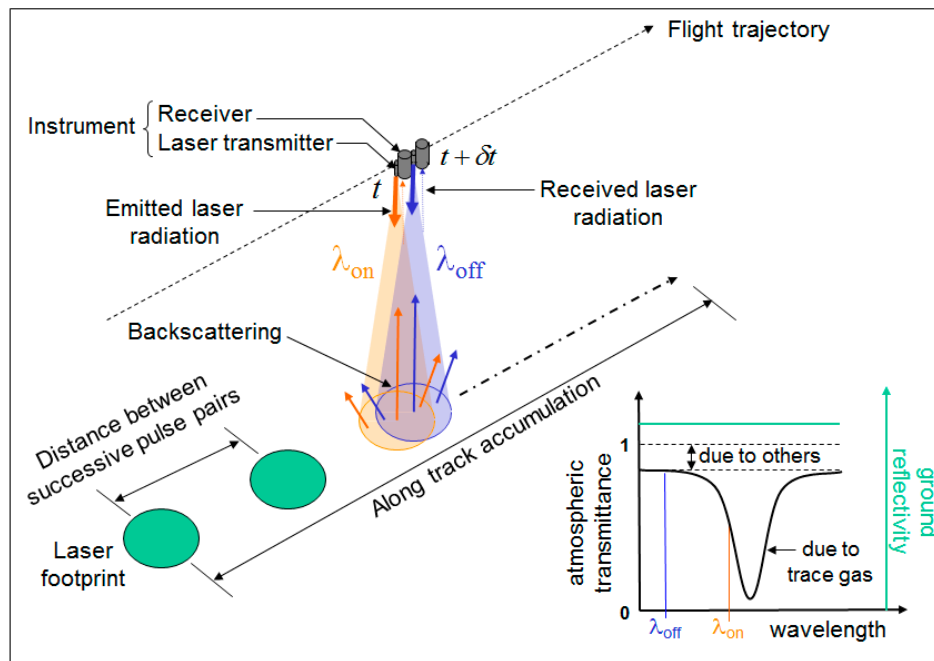 Flight trajectory
Instrument
Receiver
Laser transmitter
t + δt
t
Emitted laser
radiation
Received laser
radiation
λon
λoff
Backscattering
Distance between
successive pulse pairs
Along track accumulation
Laser
footprint
1
due to others
atmospheric
transmittance
ground
reflectivity
due to
trace gas
0
λoff
λon
wavelength